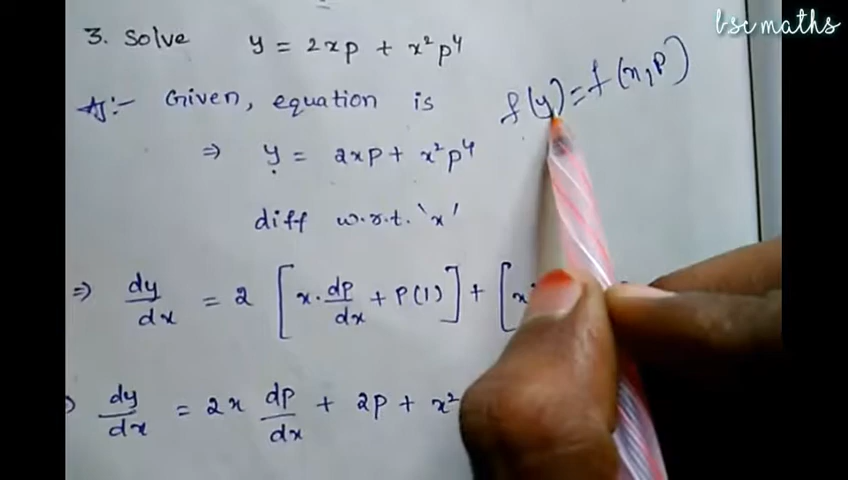 bsc maths
3. Solve y = 2xp + x²p⁴
A:- Given, equation is f(y) = f(x,p)
⇒ y = 2xp + x²p⁴
diff w.r.t. 'x'
⇒ dy/dx = 2 [x. dp/dx + P(1)] + [x
dy/dx = 2x dp/dx + 2p + x²